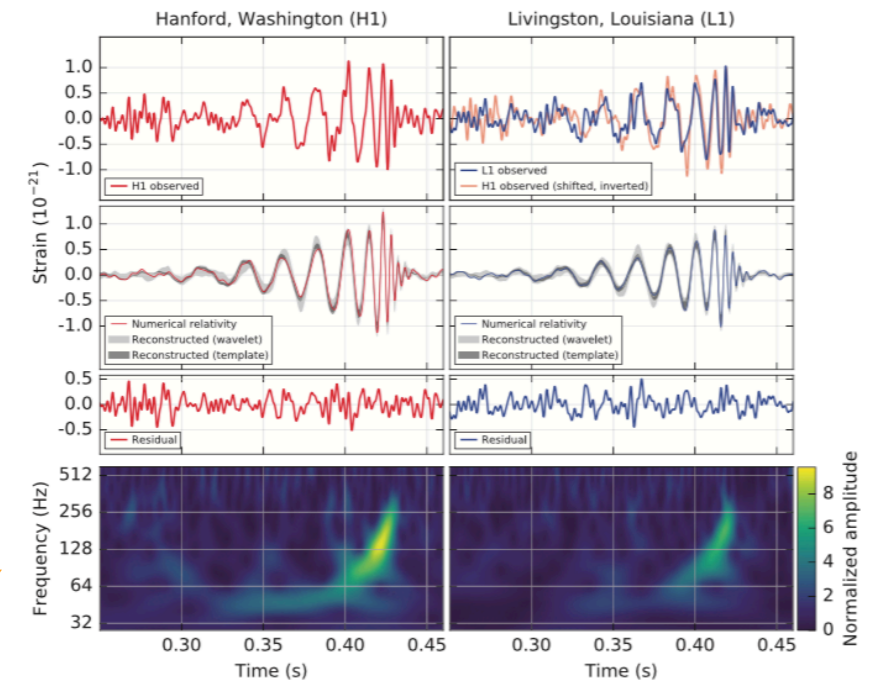 Hanford, Washington (H1)
Livingston, Louisiana (L1)
Strain (10⁻²¹)
1.0
0.5
0.0
-0.5
-1.0
H1 observed
L1 observed
H1 observed (shifted, inverted)
1.0
0.5
0.0
-0.5
-1.0
Numerical relativity
Reconstructed (wavelet)
Reconstructed (template)
Numerical relativity
Reconstructed (wavelet)
Reconstructed (template)
0.5
0.0
-0.5
Residual
Residual
Frequency (Hz)
512
256
128
64
32
0.30
0.35
0.40
0.45
Time (s)
0.30
0.35
0.40
0.45
Time (s)
8
6
4
2
0
Normalized amplitude